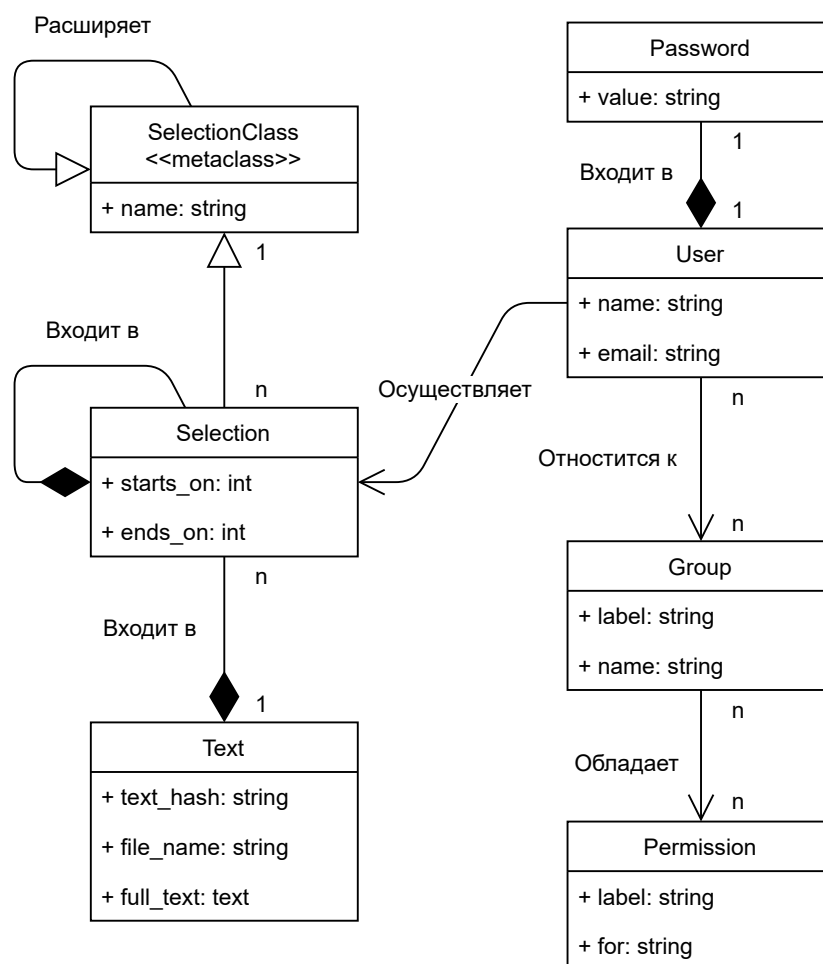 Расширяет
SelectionClass
<<metaclass>>
+ name: string
1
Входит в
n
Selection
+ starts_on: int
+ ends_on: int
n
Входит в
1
Text
+ text_hash: string
+ file_name: string
+ full_text: text
Password
+ value: string
1
Входит в
1
User
+ name: string
+ email: string
Осуществляет
n
Отностится к
n
Group
+ label: string
+ name: string
n
Обладает
n
Permission
+ label: string
+ for: string